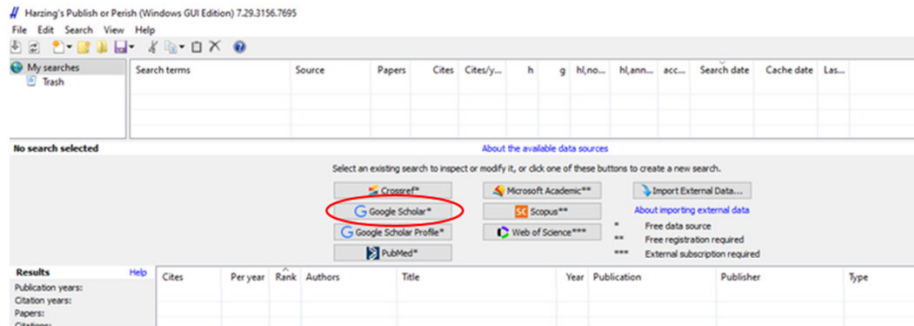 Harzing's Publish or Perish (Windows GUI Edition) 7.29.3156.7695
File Edit Search View Help
My searches
Trash
Search terms Source Papers Cites Cites/y... h g hI,no... hI,ann... acc... Search date Cache date Las...
No search selected About the available data sources
Select an existing search to inspect or modify it, or click one of these buttons to create a new search.
Crossref* Microsoft Academic** Import External Data...
Google Scholar* Scopus** About importing external data
Google Scholar Profile* Web of Science*** * Free data source
** Free registration required
PubMed* *** External subscription required
Results Help Cites Per year Rank Authors Title Year Publication Publisher Type
Publication years:
Citation years:
Papers:
Citations: